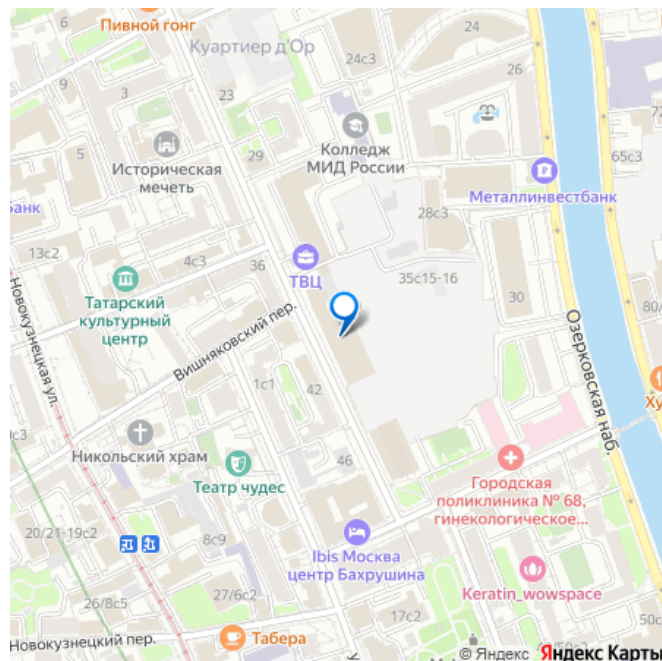 Пивной гонг
Куартиер д'Ор
24
24с3
26
9
3
23
5
Историческая
мечеть
29
Колледж
МИД России
65с3
Металлинвестбанк
Банк
28с3
13с2
4с3
36
ТВЦ
35с15-16
30
80/
Татарский
культурный
центр
Новокузнецкая ул.
Вишняковский пер.
Озерковская наб.
1с1
42
Ху
Никольский храм
46
Театр чудес
Городская
поликлиника № 68,
гинекологическое...
20/21-19с2
8с9
Ibis Москва
центр Бахрушина
27/6с2
Keratin_wowspace
26/8с5
17с2
50с
Новокузнецкий пер.
Табера
© Яндекс Яндекс Карты